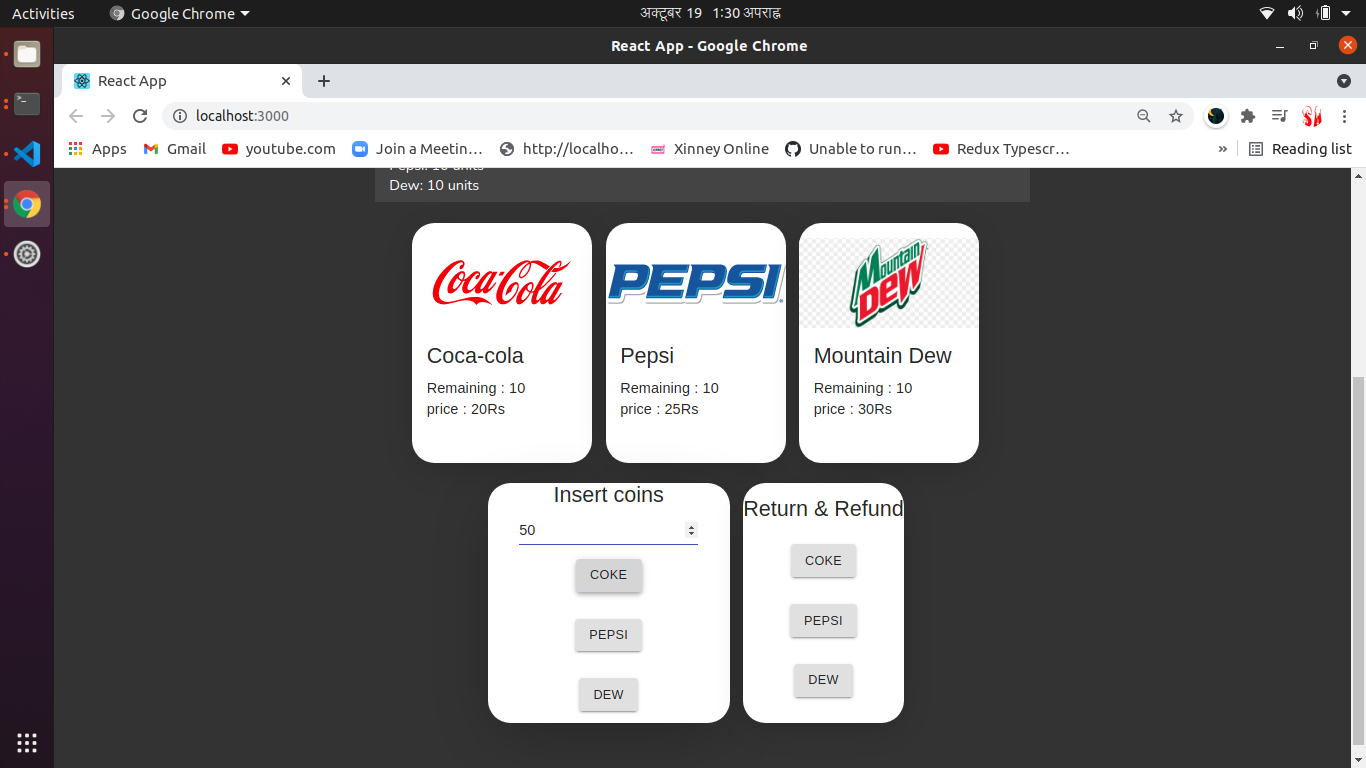 Activities Google Chrome अक्टूबर 19 1:30 अपराह्न
React App - Google Chrome
React App
localhost:3000
Apps Gmail youtube.com Join a Meetin… http://localho… Xinney Online Unable to run… Redux Typescr… » Reading list
Pepsi: 10 units
Dew: 10 units
Coca-Cola PEPSI Mountain Dew
Coca-cola Pepsi Mountain Dew
Remaining : 10 Remaining : 10 Remaining : 10
price : 20Rs price : 25Rs price : 30Rs
Insert coins Return & Refund
50
COKE COKE
PEPSI PEPSI
DEW DEW